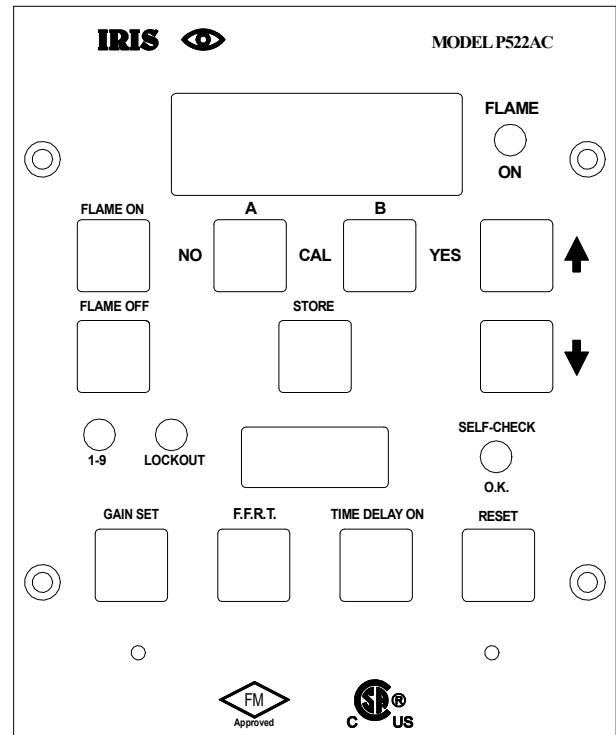 IRIS MODEL P522AC
FLAME
ON
FLAME ON A B
NO CAL YES
FLAME OFF STORE
1-9 LOCKOUT
SELF-CHECK
O.K.
GAIN SET F.F.R.T. TIME DELAY ON RESET
FM
Approved
SA ®
C US